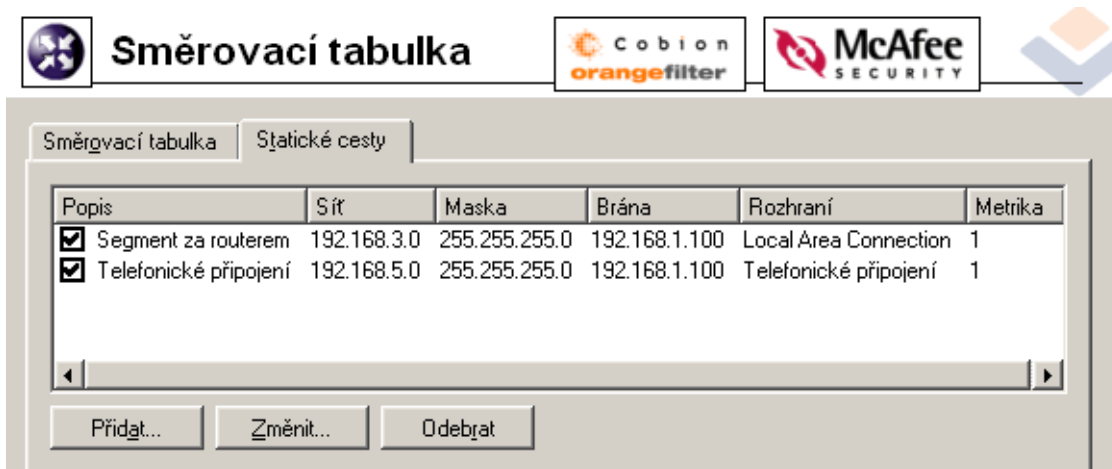 Směrovací tabulka
Cobion
orangefilter
McAfee
SECURITY
Směrovací tabulka Statické cesty
Popis Síť Maska Brána Rozhraní Metrika
Segment za routerem 192.168.3.0 255.255.255.0 192.168.1.100 Local Area Connection 1
Telefonické připojení 192.168.5.0 255.255.255.0 192.168.1.100 Telefonické připojení 1
Přidat... Změnit... Odebrat